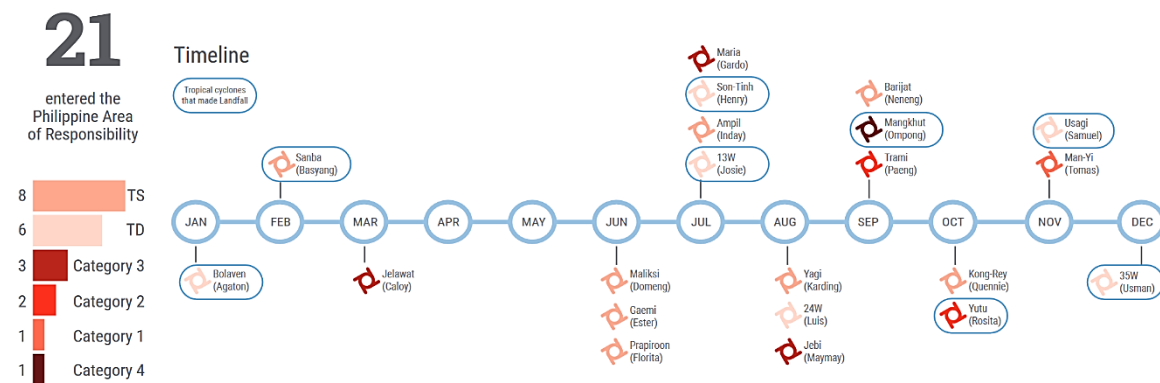 21
entered the
Philippine Area
of Responsibility
8 TS
6 TD
3 Category 3
2 Category 2
1 Category 1
1 Category 4
Timeline
Tropical cyclones
that made Landfall
Maria
(Gardo)
Son-Tinh
(Henry)
Ampil
(Inday)
13W
(Josie)
Barijat
(Neneng)
Mangkhut
(Ompong)
Trami
(Paeng)
Usagi
(Samuel)
Man-Yi
(Tomas)
Sanba
(Basyang)
JAN FEB MAR APR MAY JUN JUL AUG SEP OCT NOV DEC
Bolaven
(Agaton)
Jelawat
(Caloy)
Maliksi
(Domeng)
Gaemi
(Ester)
Prapiroon
(Florita)
Yagi
(Karding)
24W
(Luis)
Jebi
(Maymay)
Kong-Rey
(Quennie)
Yutu
(Rosita)
35W
(Usman)